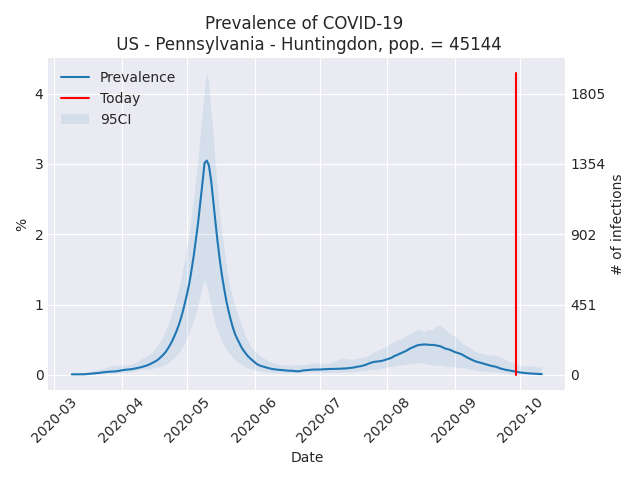 Prevalence of COVID-19
US - Pennsylvania - Huntingdon, pop. = 45144
Prevalence
Today
95CI
4
3
2
1
0
%
1805
1354
902
451
0
# of infections
2020-03
2020-04
2020-05
2020-06
2020-07
2020-08
2020-09
2020-10
Date